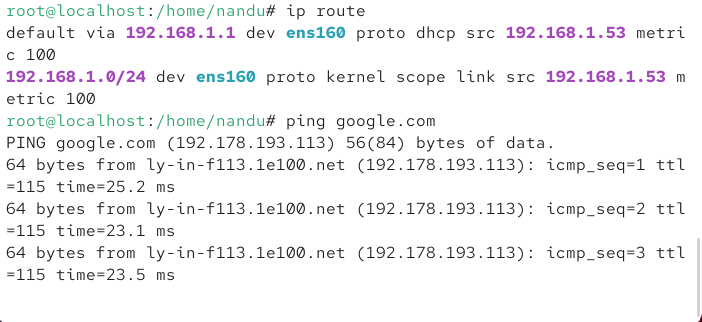 root@localhost:/home/nandu# ip route
default via 192.168.1.1 dev ens160 proto dhcp src 192.168.1.53 metri
c 100
192.168.1.0/24 dev ens160 proto kernel scope link src 192.168.1.53 m
etric 100
root@localhost:/home/nandu# ping google.com
PING google.com (192.178.193.113) 56(84) bytes of data.
64 bytes from ly-in-f113.1e100.net (192.178.193.113): icmp_seq=1 ttl
=115 time=25.2 ms
64 bytes from ly-in-f113.1e100.net (192.178.193.113): icmp_seq=2 ttl
=115 time=23.1 ms
64 bytes from ly-in-f113.1e100.net (192.178.193.113): icmp_seq=3 ttl
=115 time=23.5 ms